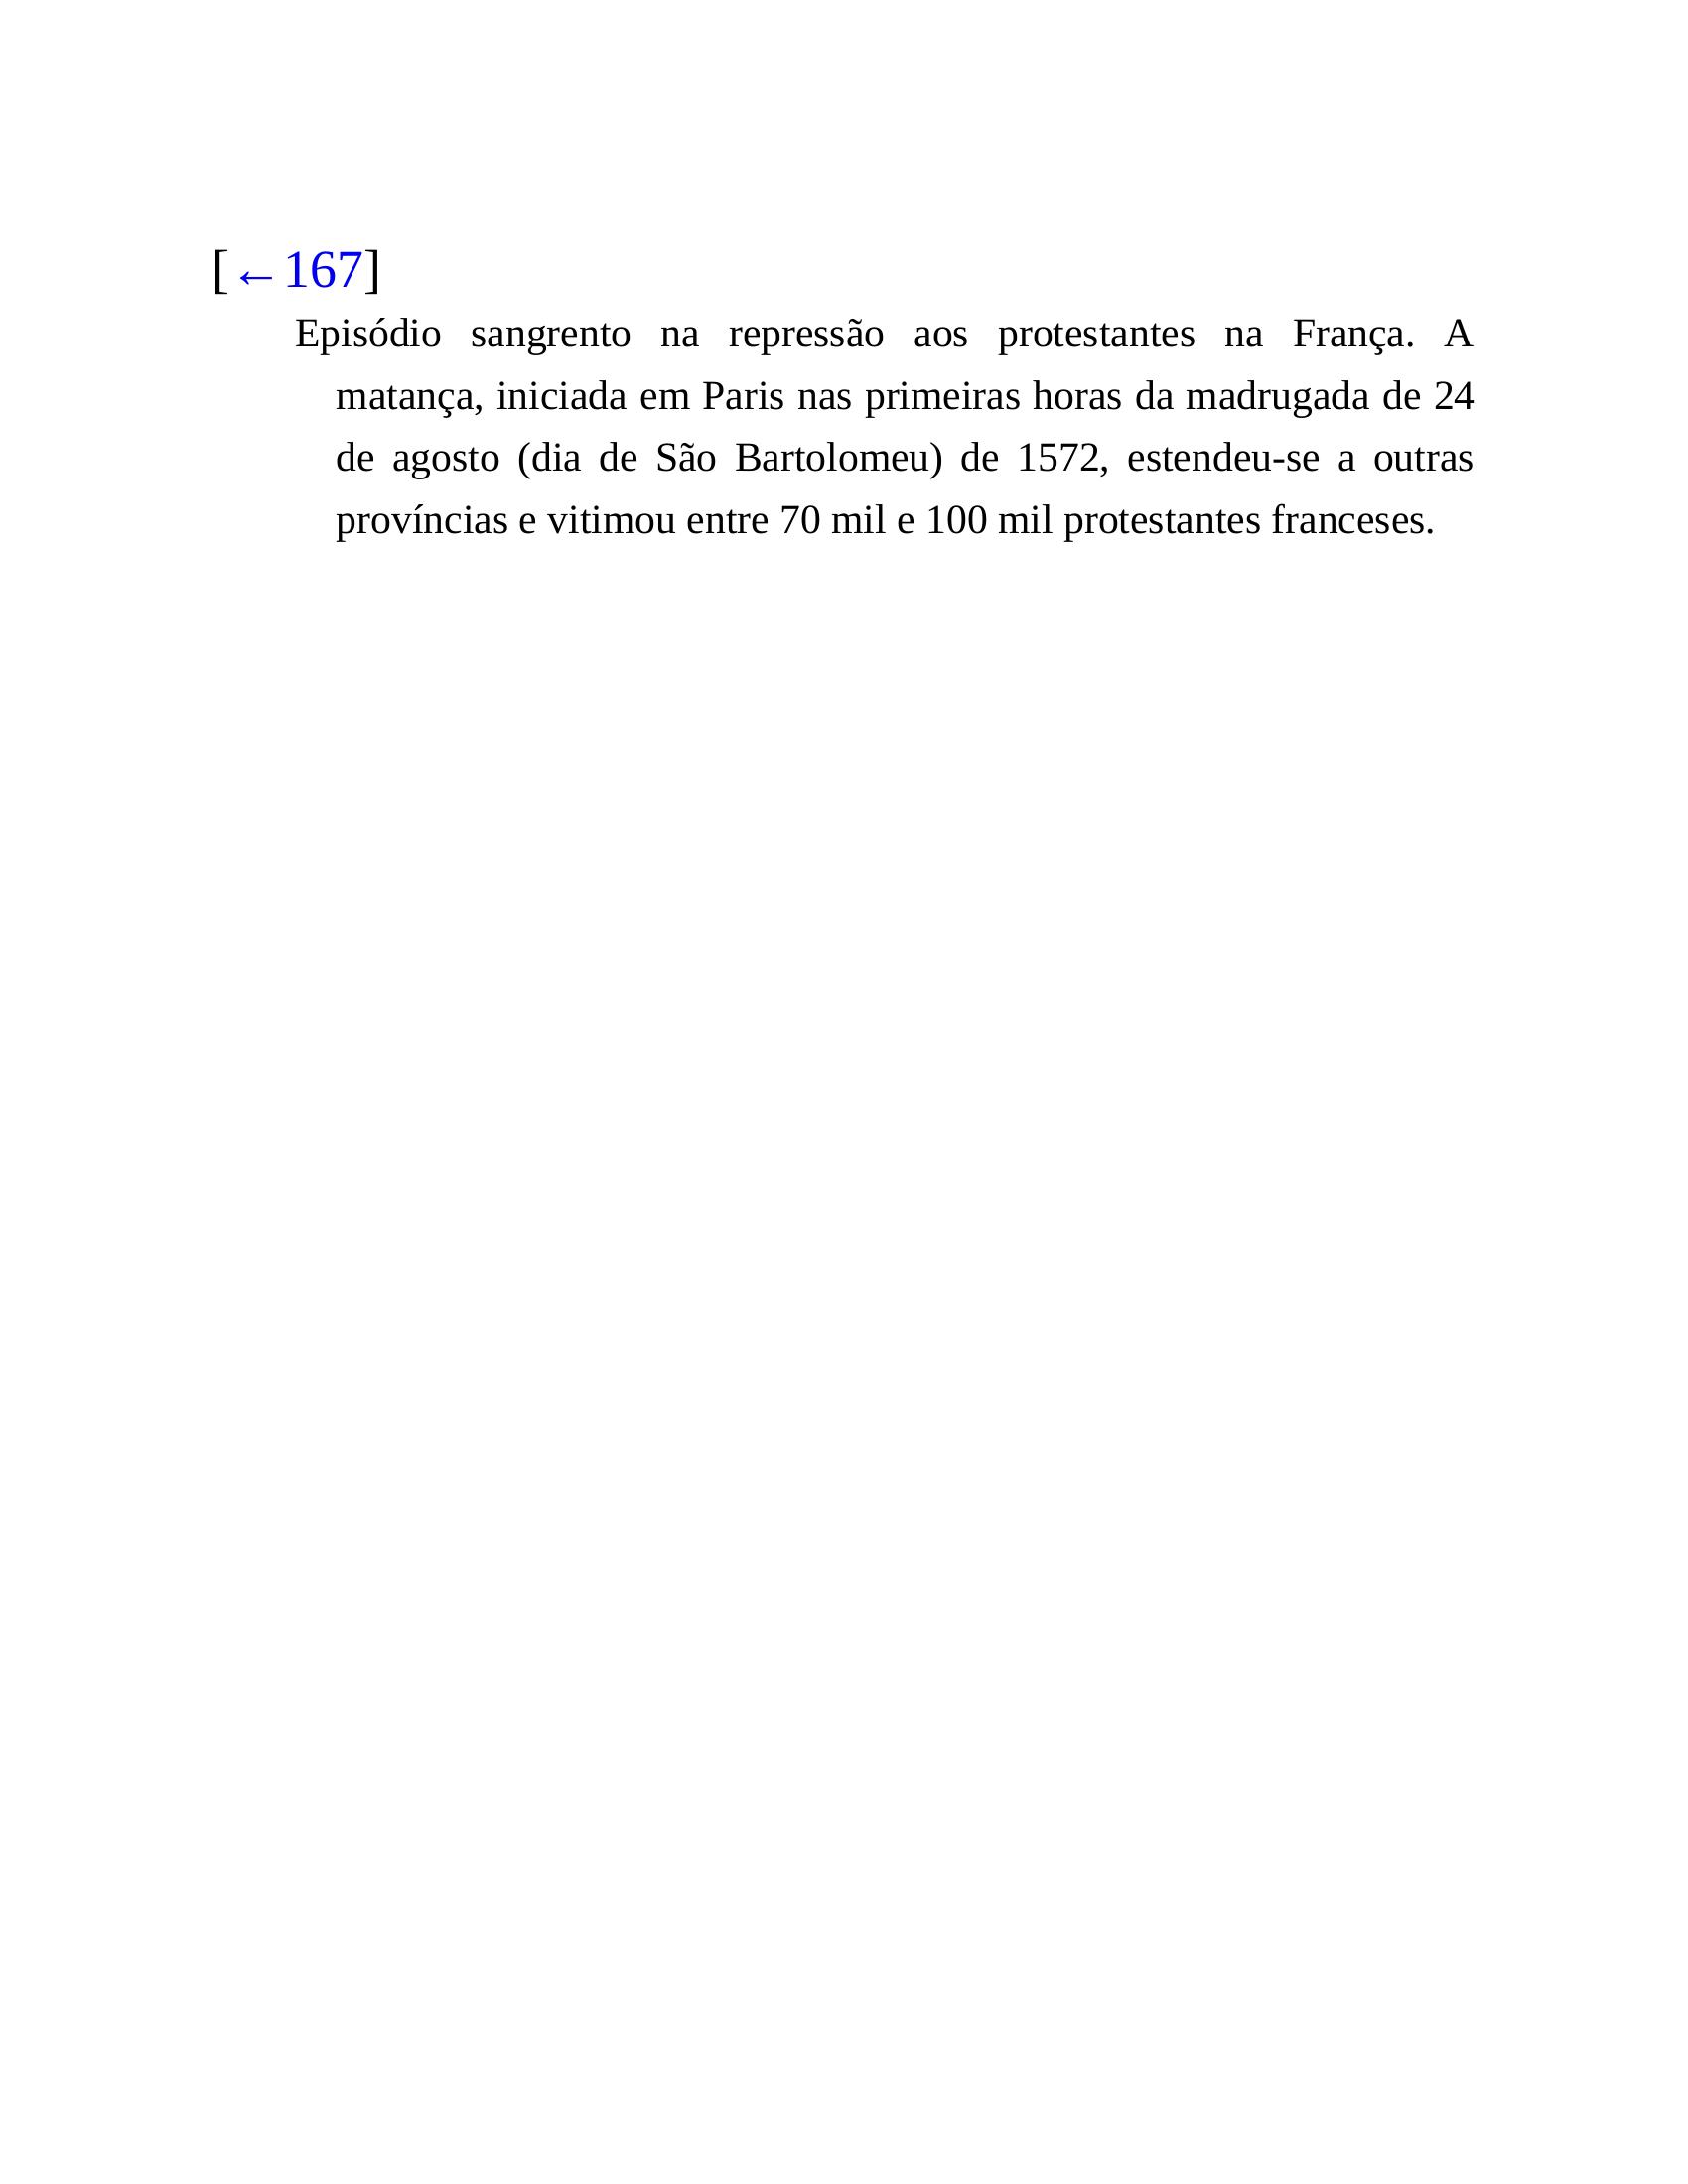 [←167]
Episódio sangrento na repressão aos protestantes na França. A
matança, iniciada em Paris nas primeiras horas da madrugada de 24
de agosto (dia de São Bartolomeu) de 1572, estendeu-se a outras
províncias e vitimou entre 70 mil e 100 mil protestantes franceses.